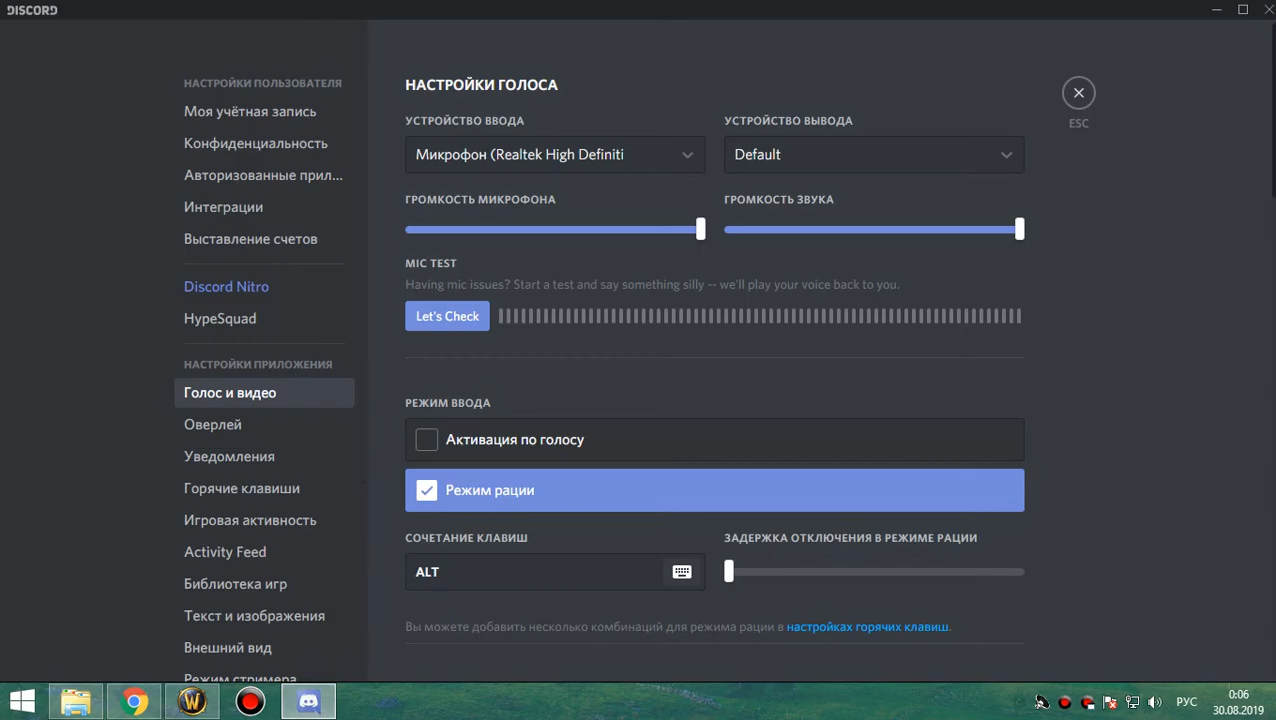 DISCORD
НАСТРОЙКИ ПОЛЬЗОВАТЕЛЯ
Моя учётная запись
Конфиденциальность
Авторизованные прил...
Интеграции
Выставление счетов
Discord Nitro
HypeSquad
НАСТРОЙКИ ПРИЛОЖЕНИЯ
Голос и видео
Оверлей
Уведомления
Горячие клавиши
Игровая активность
Activity Feed
Библиотека игр
Текст и изображения
Внешний вид
Режим стримера
НАСТРОЙКИ ГОЛОСА
ESC
УСТРОЙСТВО ВВОДА
УСТРОЙСТВО ВЫВОДА
Микрофон (Realtek High Definiti
Default
ГРОМКОСТЬ МИКРОФОНА
ГРОМКОСТЬ ЗВУКА
MIC TEST
Having mic issues? Start a test and say something silly -- we'll play your voice back to you.
Let's Check
РЕЖИМ ВВОДА
Активация по голосу
Режим рации
СОЧЕТАНИЕ КЛАВИШ
ЗАДЕРЖКА ОТКЛЮЧЕНИЯ В РЕЖИМЕ РАЦИИ
ALT
Вы можете добавить несколько комбинаций для режима рации в настройках горячих клавиш.
РУС
0:06
30.08.2019